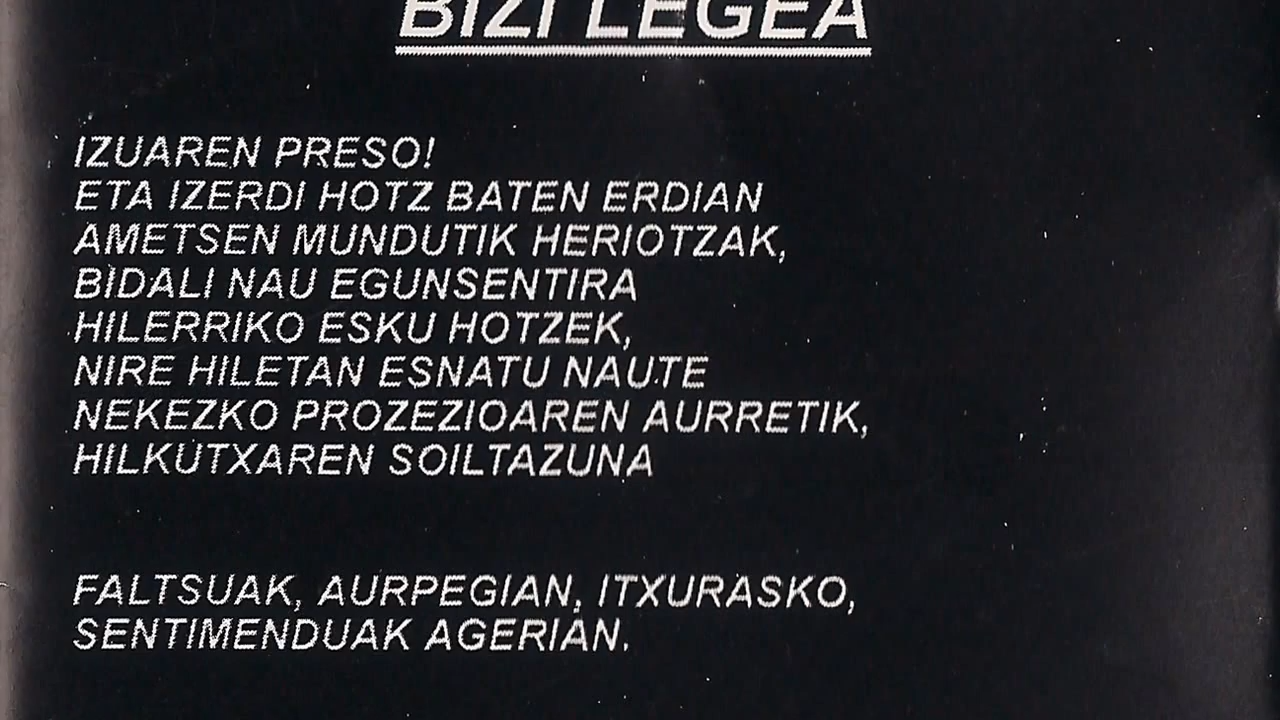 BIZI LEGEA
IZUAREN PRESO!
ETA IZERDI HOTZ BATEN ERDIAN
AMETSEN MUNDUTIK HERIOTZAK,
BIDALI NAU EGUNSENTIRA
HILERRIKO ESKU HOTZEK,
NIRE HILETAN ESNATU NAUTE
NEKEZKO PROZEZIOAREN AURRETIK,
HILKUTXAREN SOILTAZUNA
FALTSUAK, AURPEGIAN, ITXURASKO,
SENTIMENDUAK AGERIAN.